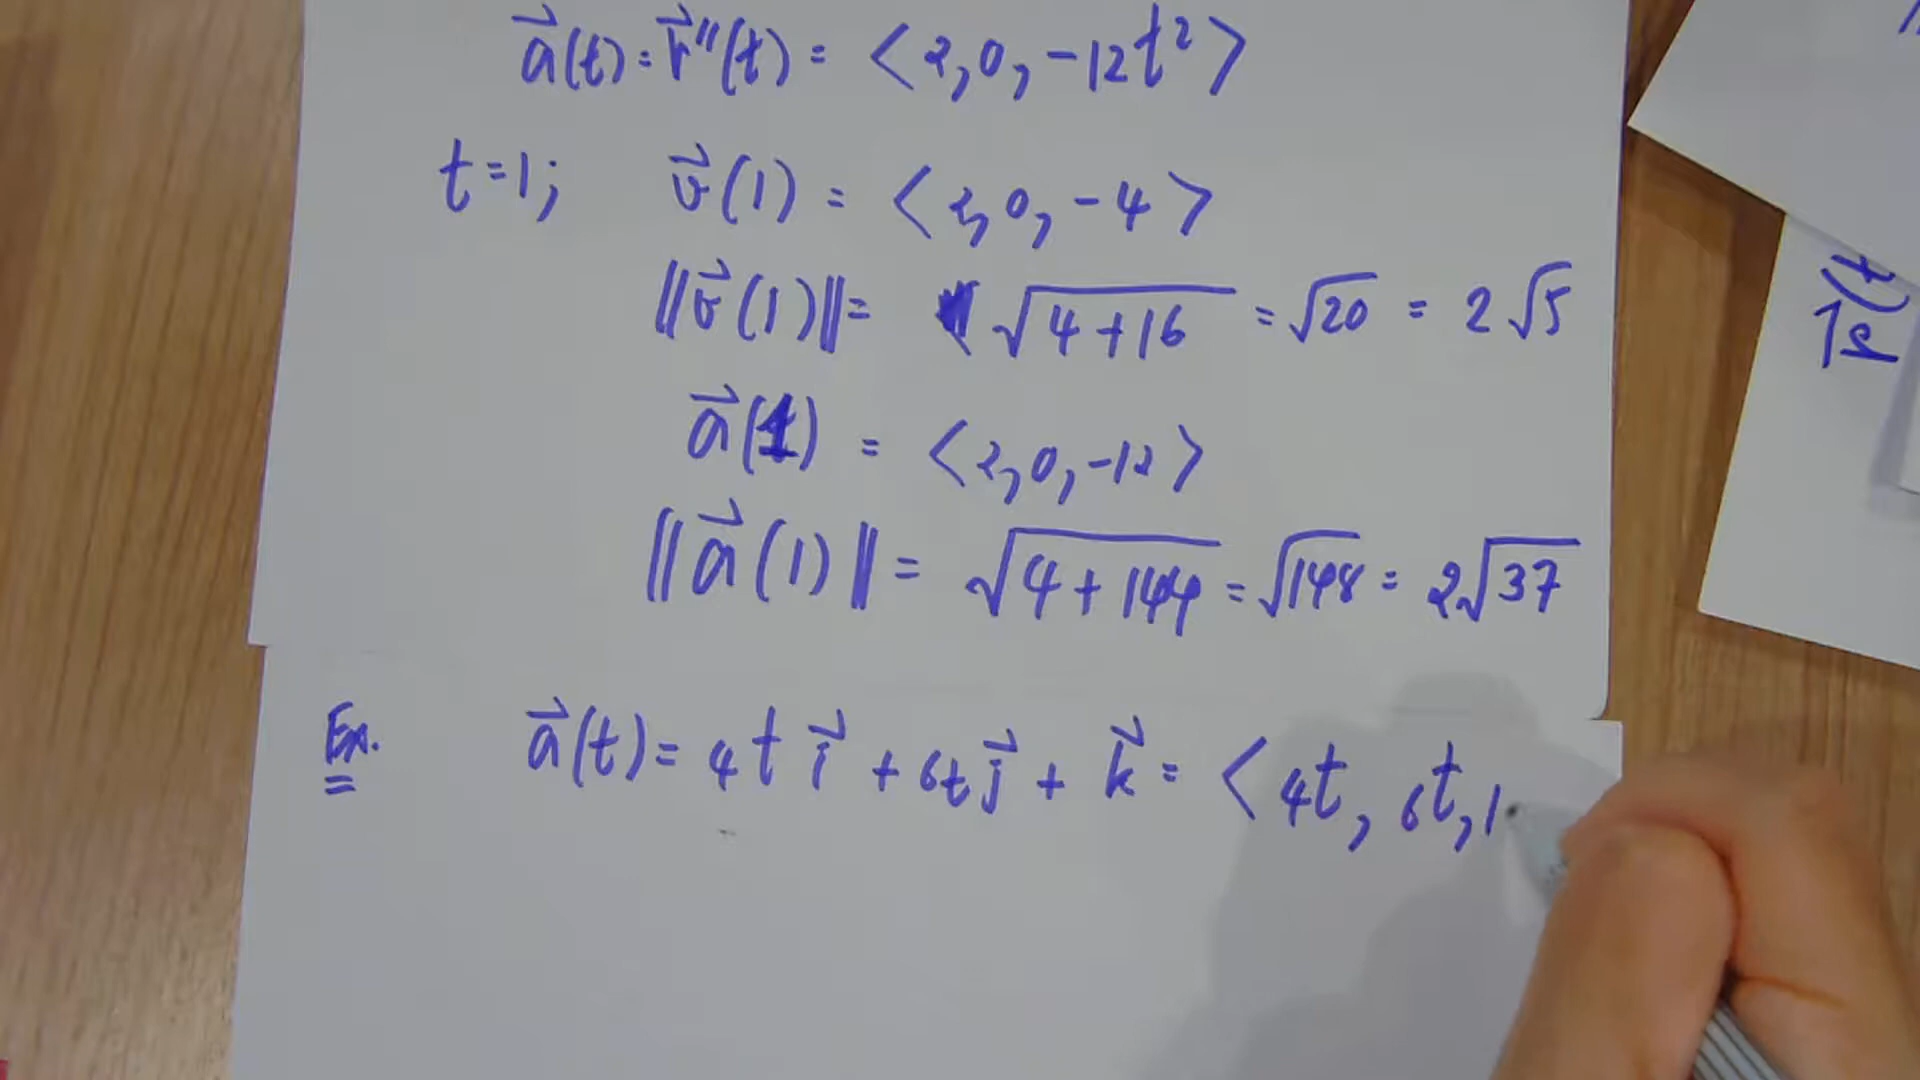 a⃗(t) = r⃗''(t) = <2, 0, -12t²>
t=1; v⃗(1) = <2, 0, -4>
||v⃗(1)|| = √(4+16) = √20 = 2√5
a⃗(1) = <2, 0, -12>
||a⃗(1)|| = √(4+144) = √148 = 2√37
Ex. a⃗(t) = 4t i⃗ + 6t j⃗ + k⃗ = <4t, 6t, 1